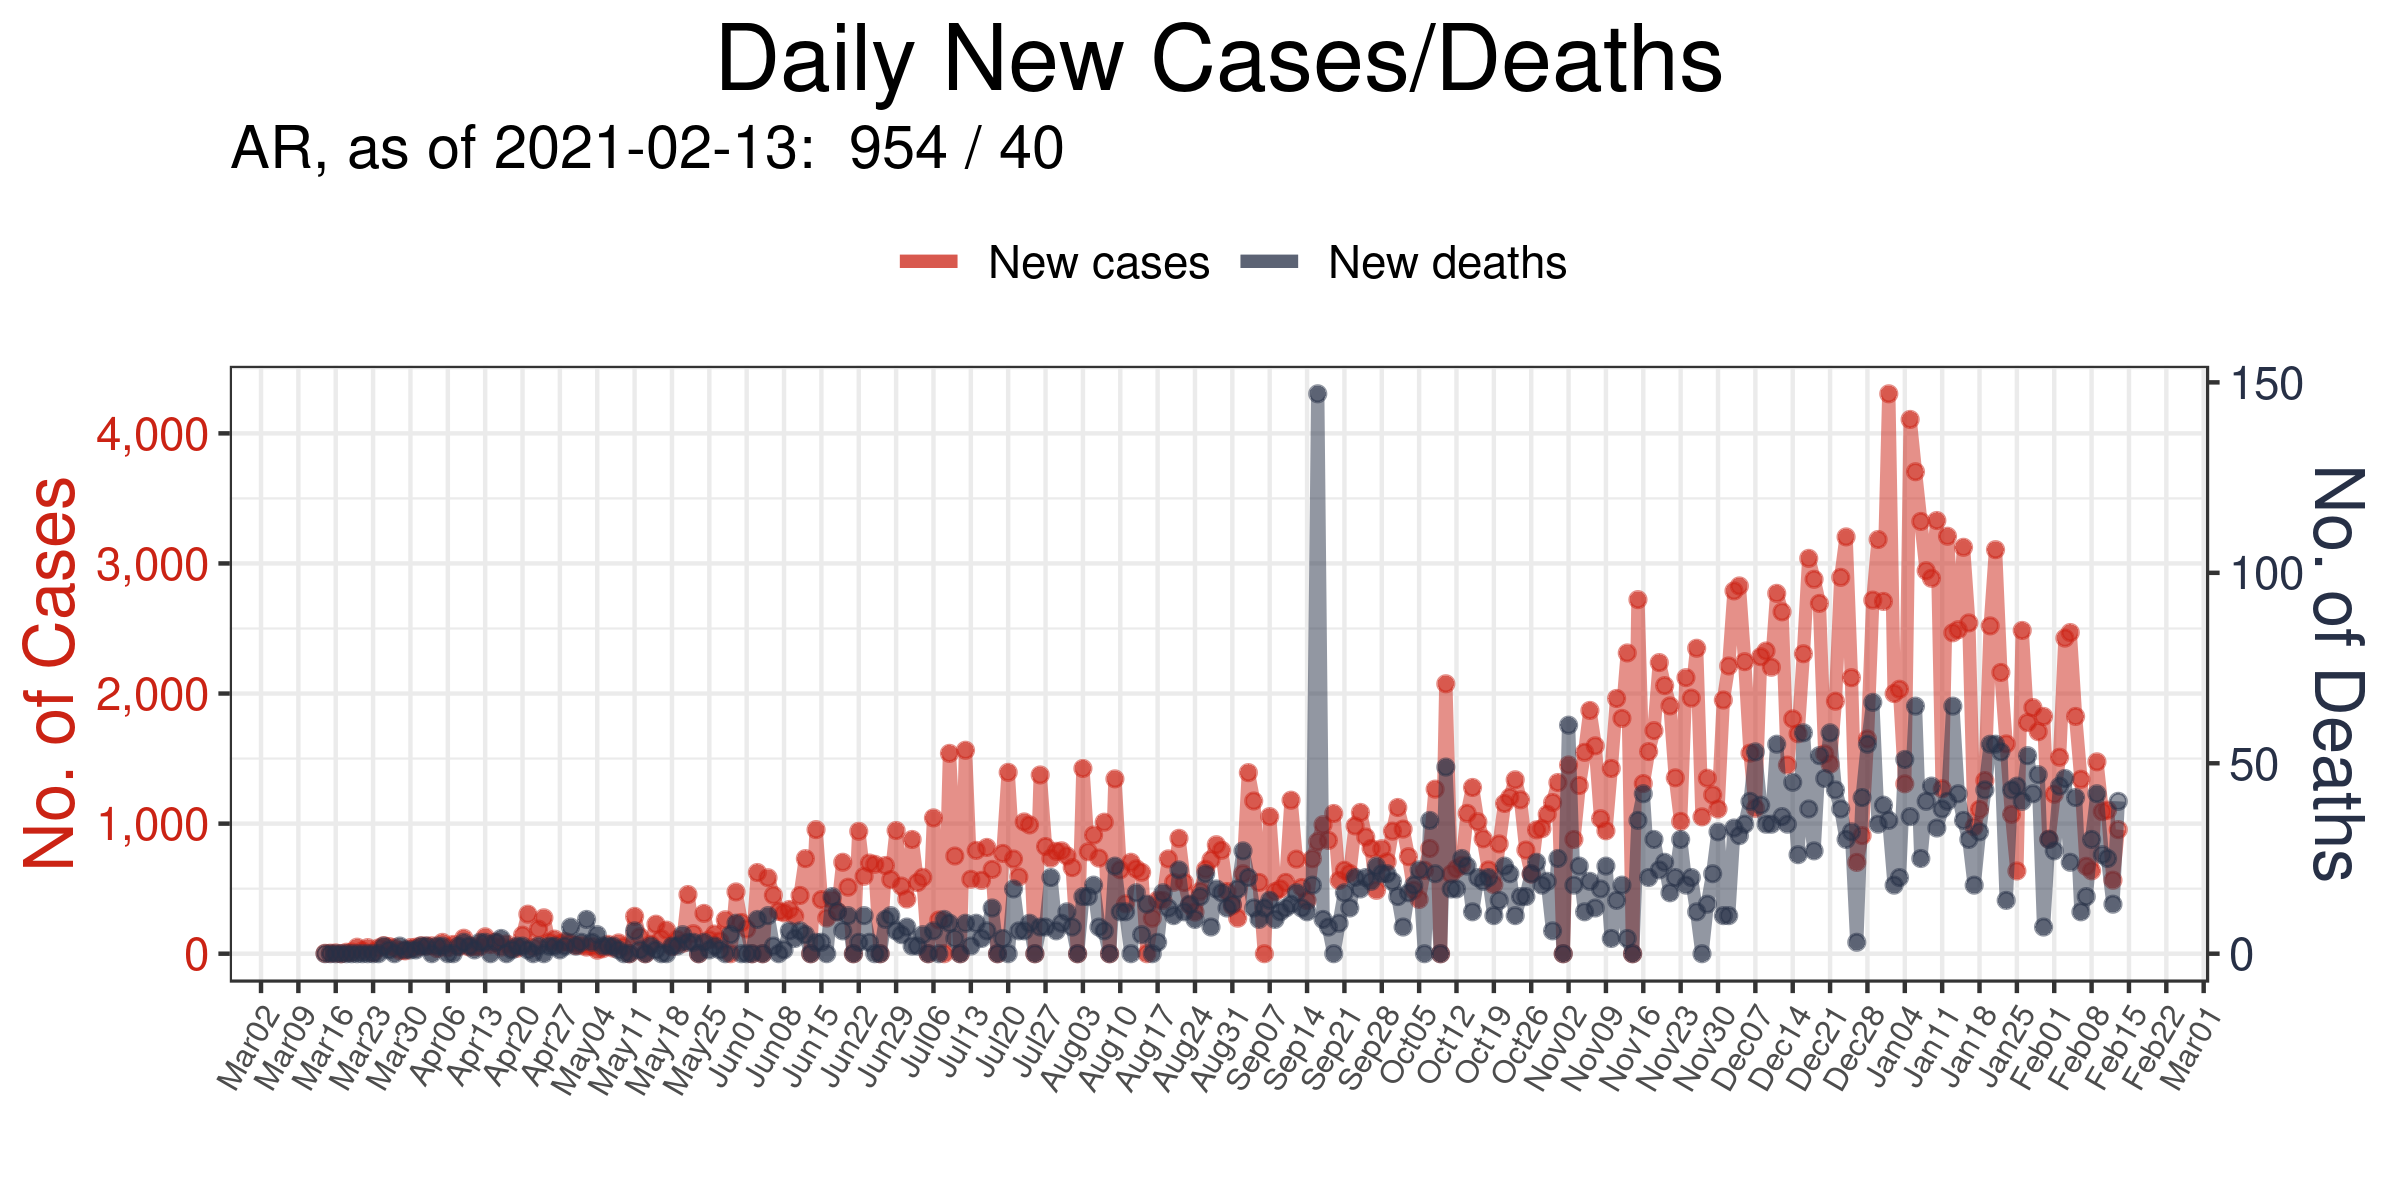 Daily New Cases/Deaths
AR, as of 2021-02-13:  954 / 40
New cases
New deaths
No. of Cases
4,000
3,000
2,000
1,000
0
150
100
50
0
No. of Deaths
Mar02
Mar09
Mar16
Mar23
Mar30
Apr06
Apr13
Apr20
Apr27
May04
May11
May18
May25
Jun01
Jun08
Jun15
Jun22
Jun29
Jul06
Jul13
Jul20
Jul27
Aug03
Aug10
Aug17
Aug24
Aug31
Sep07
Sep14
Sep21
Sep28
Oct05
Oct12
Oct19
Oct26
Nov02
Nov09
Nov16
Nov23
Nov30
Dec07
Dec14
Dec21
Dec28
Jan04
Jan11
Jan18
Jan25
Feb01
Feb08
Feb15
Feb22
Mar01